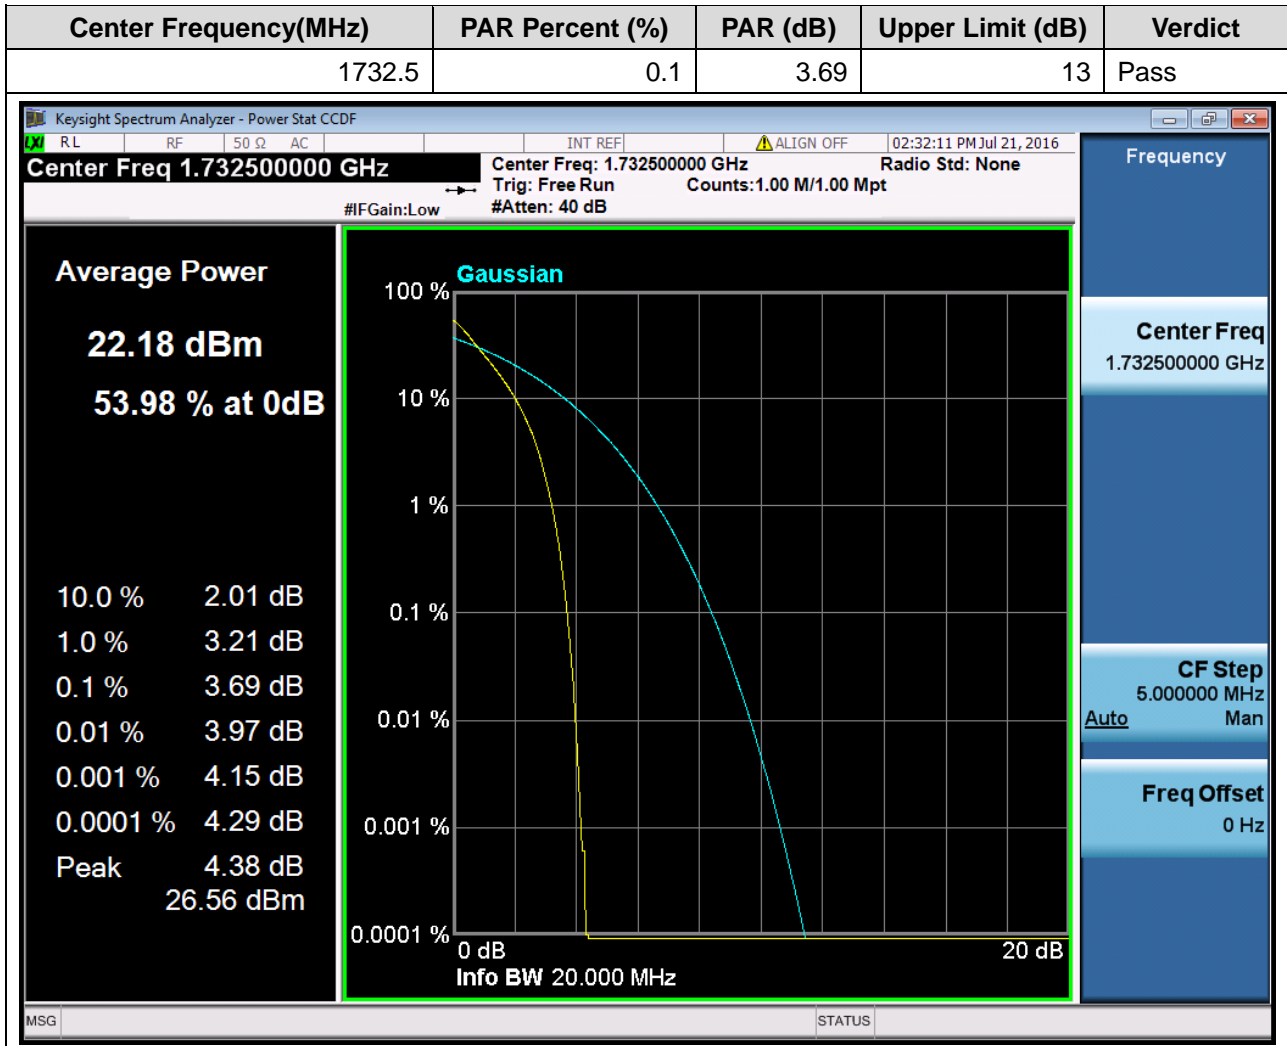 Center Frequency(MHz) PAR Percent (%) PAR (dB) Upper Limit (dB) Verdict
1732.5 0.1 3.69 13 Pass
Keysight Spectrum Analyzer - Power Stat CCDF
LXI RL RF 50 Ω AC INT REF ALIGN OFF 02:32:11 PM Jul 21, 2016
Center Freq 1.732500000 GHz
Center Freq: 1.732500000 GHz Radio Std: None
Trig: Free Run Counts:1.00 M/1.00 Mpt
#IFGain:Low #Atten: 40 dB
Average Power
22.18 dBm
53.98 % at 0dB
10.0 % 2.01 dB
1.0 % 3.21 dB
0.1 % 3.69 dB
0.01 % 3.97 dB
0.001 % 4.15 dB
0.0001 % 4.29 dB
Peak 4.38 dB
26.56 dBm
Gaussian
100 %
10 %
1 %
0.1 %
0.01 %
0.001 %
0.0001 %
0 dB 20 dB
Info BW 20.000 MHz
Frequency
Center Freq
1.732500000 GHz
CF Step
5.000000 MHz
Auto Man
Freq Offset
0 Hz
MSG STATUS